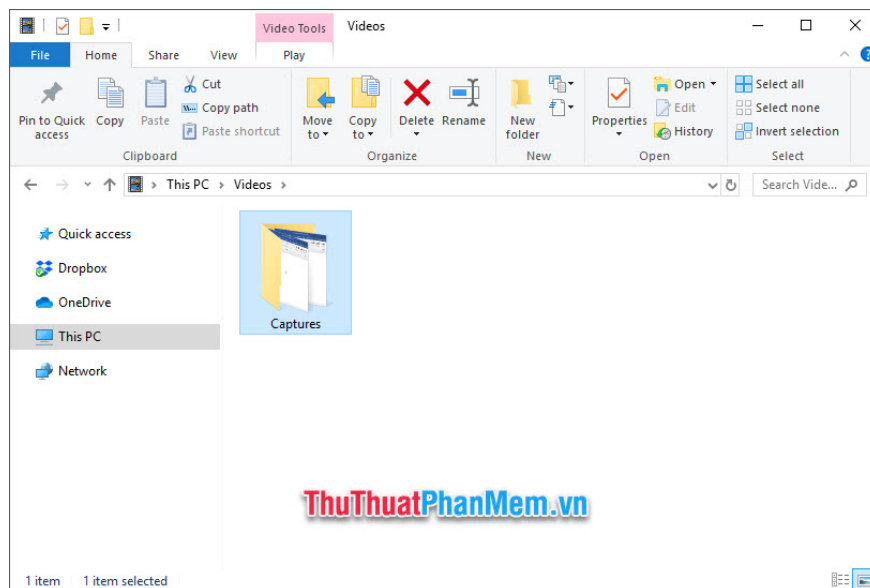 Video Tools Videos
File Home Share View Play
Pin to Quick access
Copy
Paste
Cut
Copy path
Paste shortcut
Clipboard
Move to
Copy to
Delete
Rename
Organize
New folder
New
Properties
Open
Edit
History
Open
Select all
Select none
Invert selection
Select
This PC > Videos >
Search Vide...
Quick access
Dropbox
OneDrive
This PC
Network
Captures
ThuThuatPhanMem.vn
1 item 1 item selected